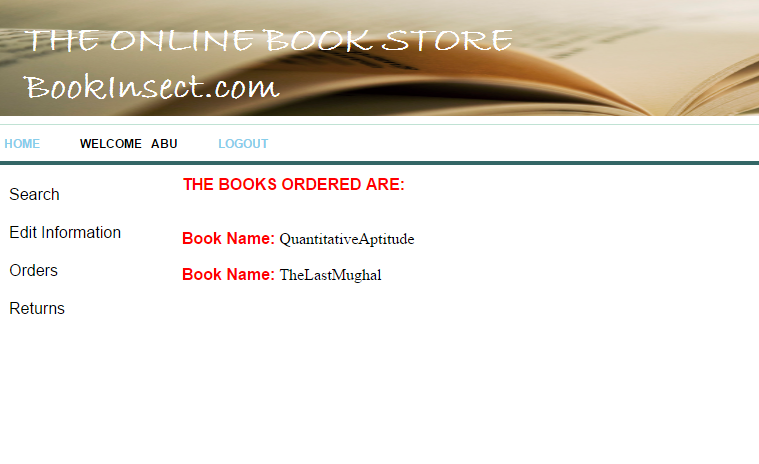 THE ONLINE BOOK STORE
BookInsect.com
HOME WELCOME ABU LOGOUT
Search
Edit Information
Orders
Returns
THE BOOKS ORDERED ARE:
Book Name: QuantitativeAptitude
Book Name: TheLastMughal